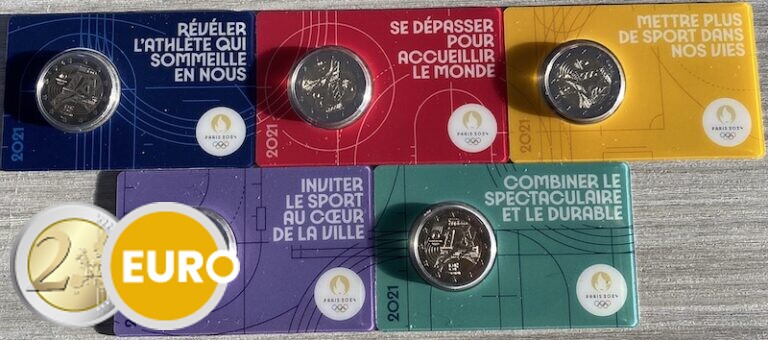 RÉVÉLER
L'ATHLÈTE QUI
SOMMEILLE
EN NOUS
2021
PARIS 2024
SE DÉPASSER
POUR
ACCUEILLIR
LE MONDE
2021
PARIS 2024
METTRE PLUS
DE SPORT DANS
NOS VIES
2021
PARIS 2024
INVITER
LE SPORT
AU CŒUR
DE LA VILLE
PARIS 2024
COMBINER LE
SPECTACULAIRE
ET LE DURABLE
2021
PARIS 2024
2
EURO